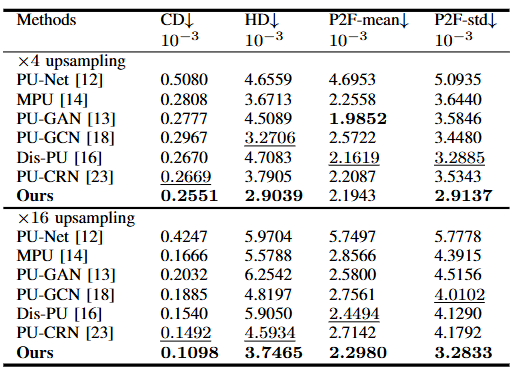 Methods CD↓ HD↓ P2F-mean↓ P2F-std↓
10−3 10−3 10−3 10−3
×4 upsampling
PU-Net [12] 0.5080 4.6559 4.6953 5.0935
MPU [14] 0.2808 3.6713 2.2558 3.6440
PU-GAN [13] 0.2777 4.5089 1.9852 3.5846
PU-GCN [18] 0.2967 3.2706 2.5722 3.4480
Dis-PU [16] 0.2670 4.7083 2.1619 3.2885
PU-CRN [23] 0.2669 3.7905 2.2087 3.5343
Ours 0.2551 2.9039 2.1943 2.9137
×16 upsampling
PU-Net [12] 0.4247 5.9704 5.7497 5.7778
MPU [14] 0.1666 5.5788 2.8566 4.3915
PU-GAN [13] 0.2032 6.2542 2.5800 4.5156
PU-GCN [18] 0.1885 4.8197 2.7561 4.0102
Dis-PU [16] 0.1540 5.9050 2.4494 4.1290
PU-CRN [23] 0.1492 4.5934 2.7142 4.1792
Ours 0.1098 3.7465 2.2980 3.2833